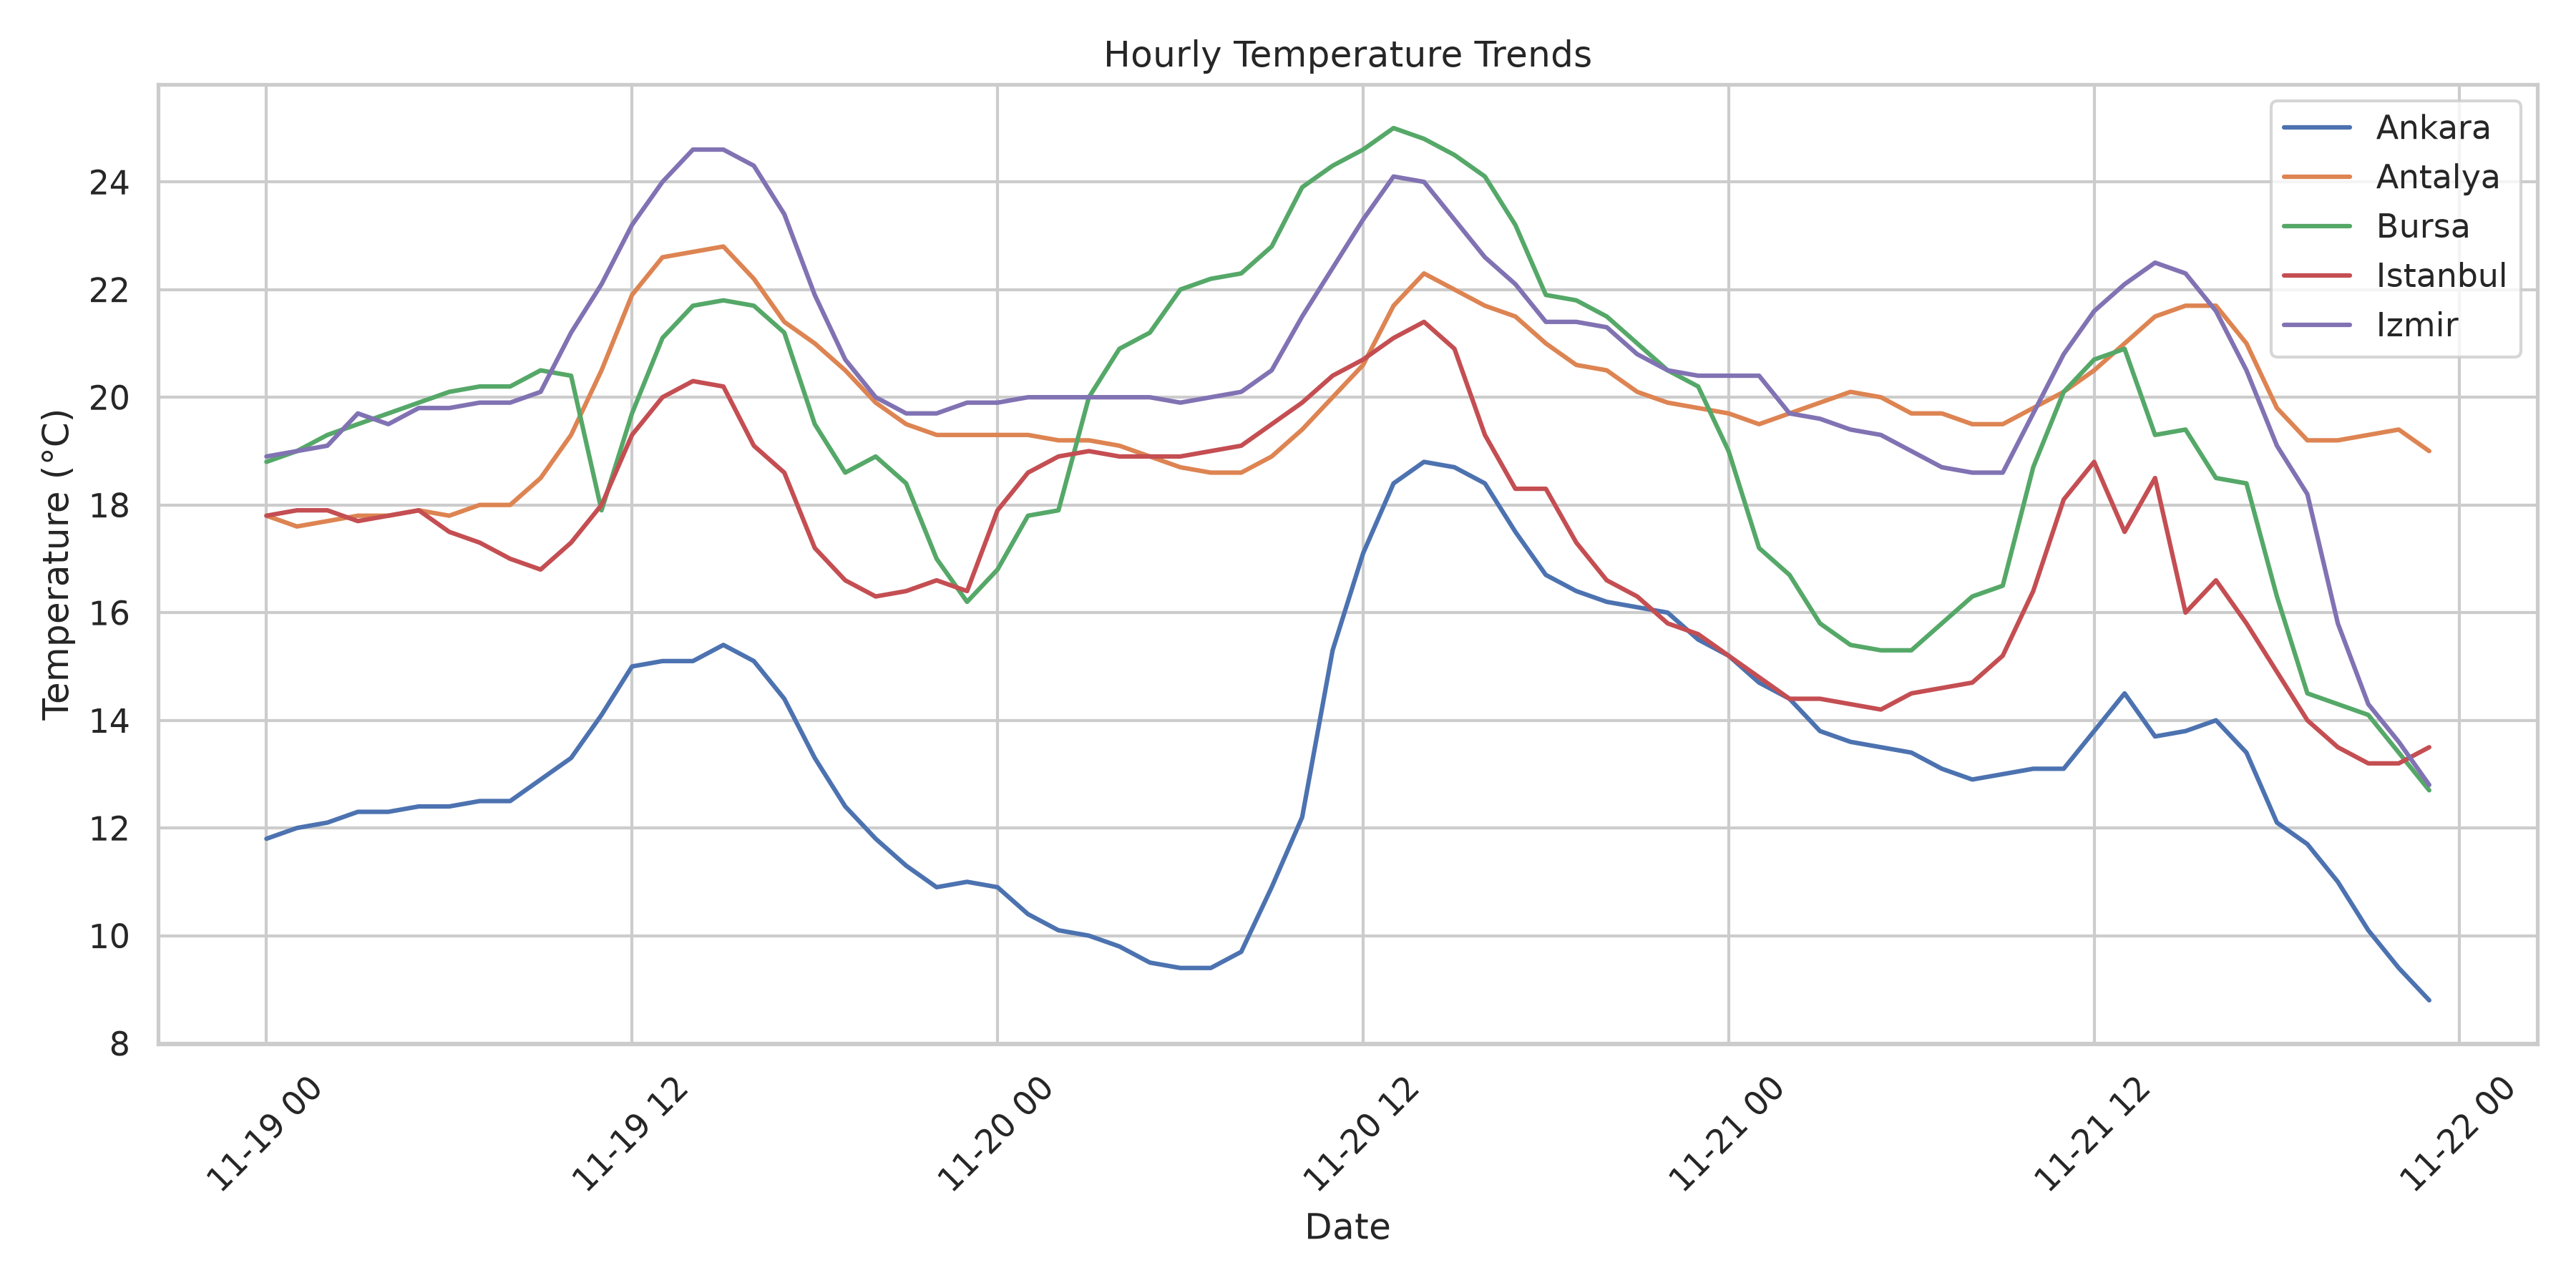 Hourly Temperature Trends
Temperature (°C)
24
22
20
18
16
14
12
10
8
Ankara
Antalya
Bursa
Istanbul
Izmir
11-19 00
11-19 12
11-20 00
11-20 12
11-21 00
11-21 12
11-22 00
Date